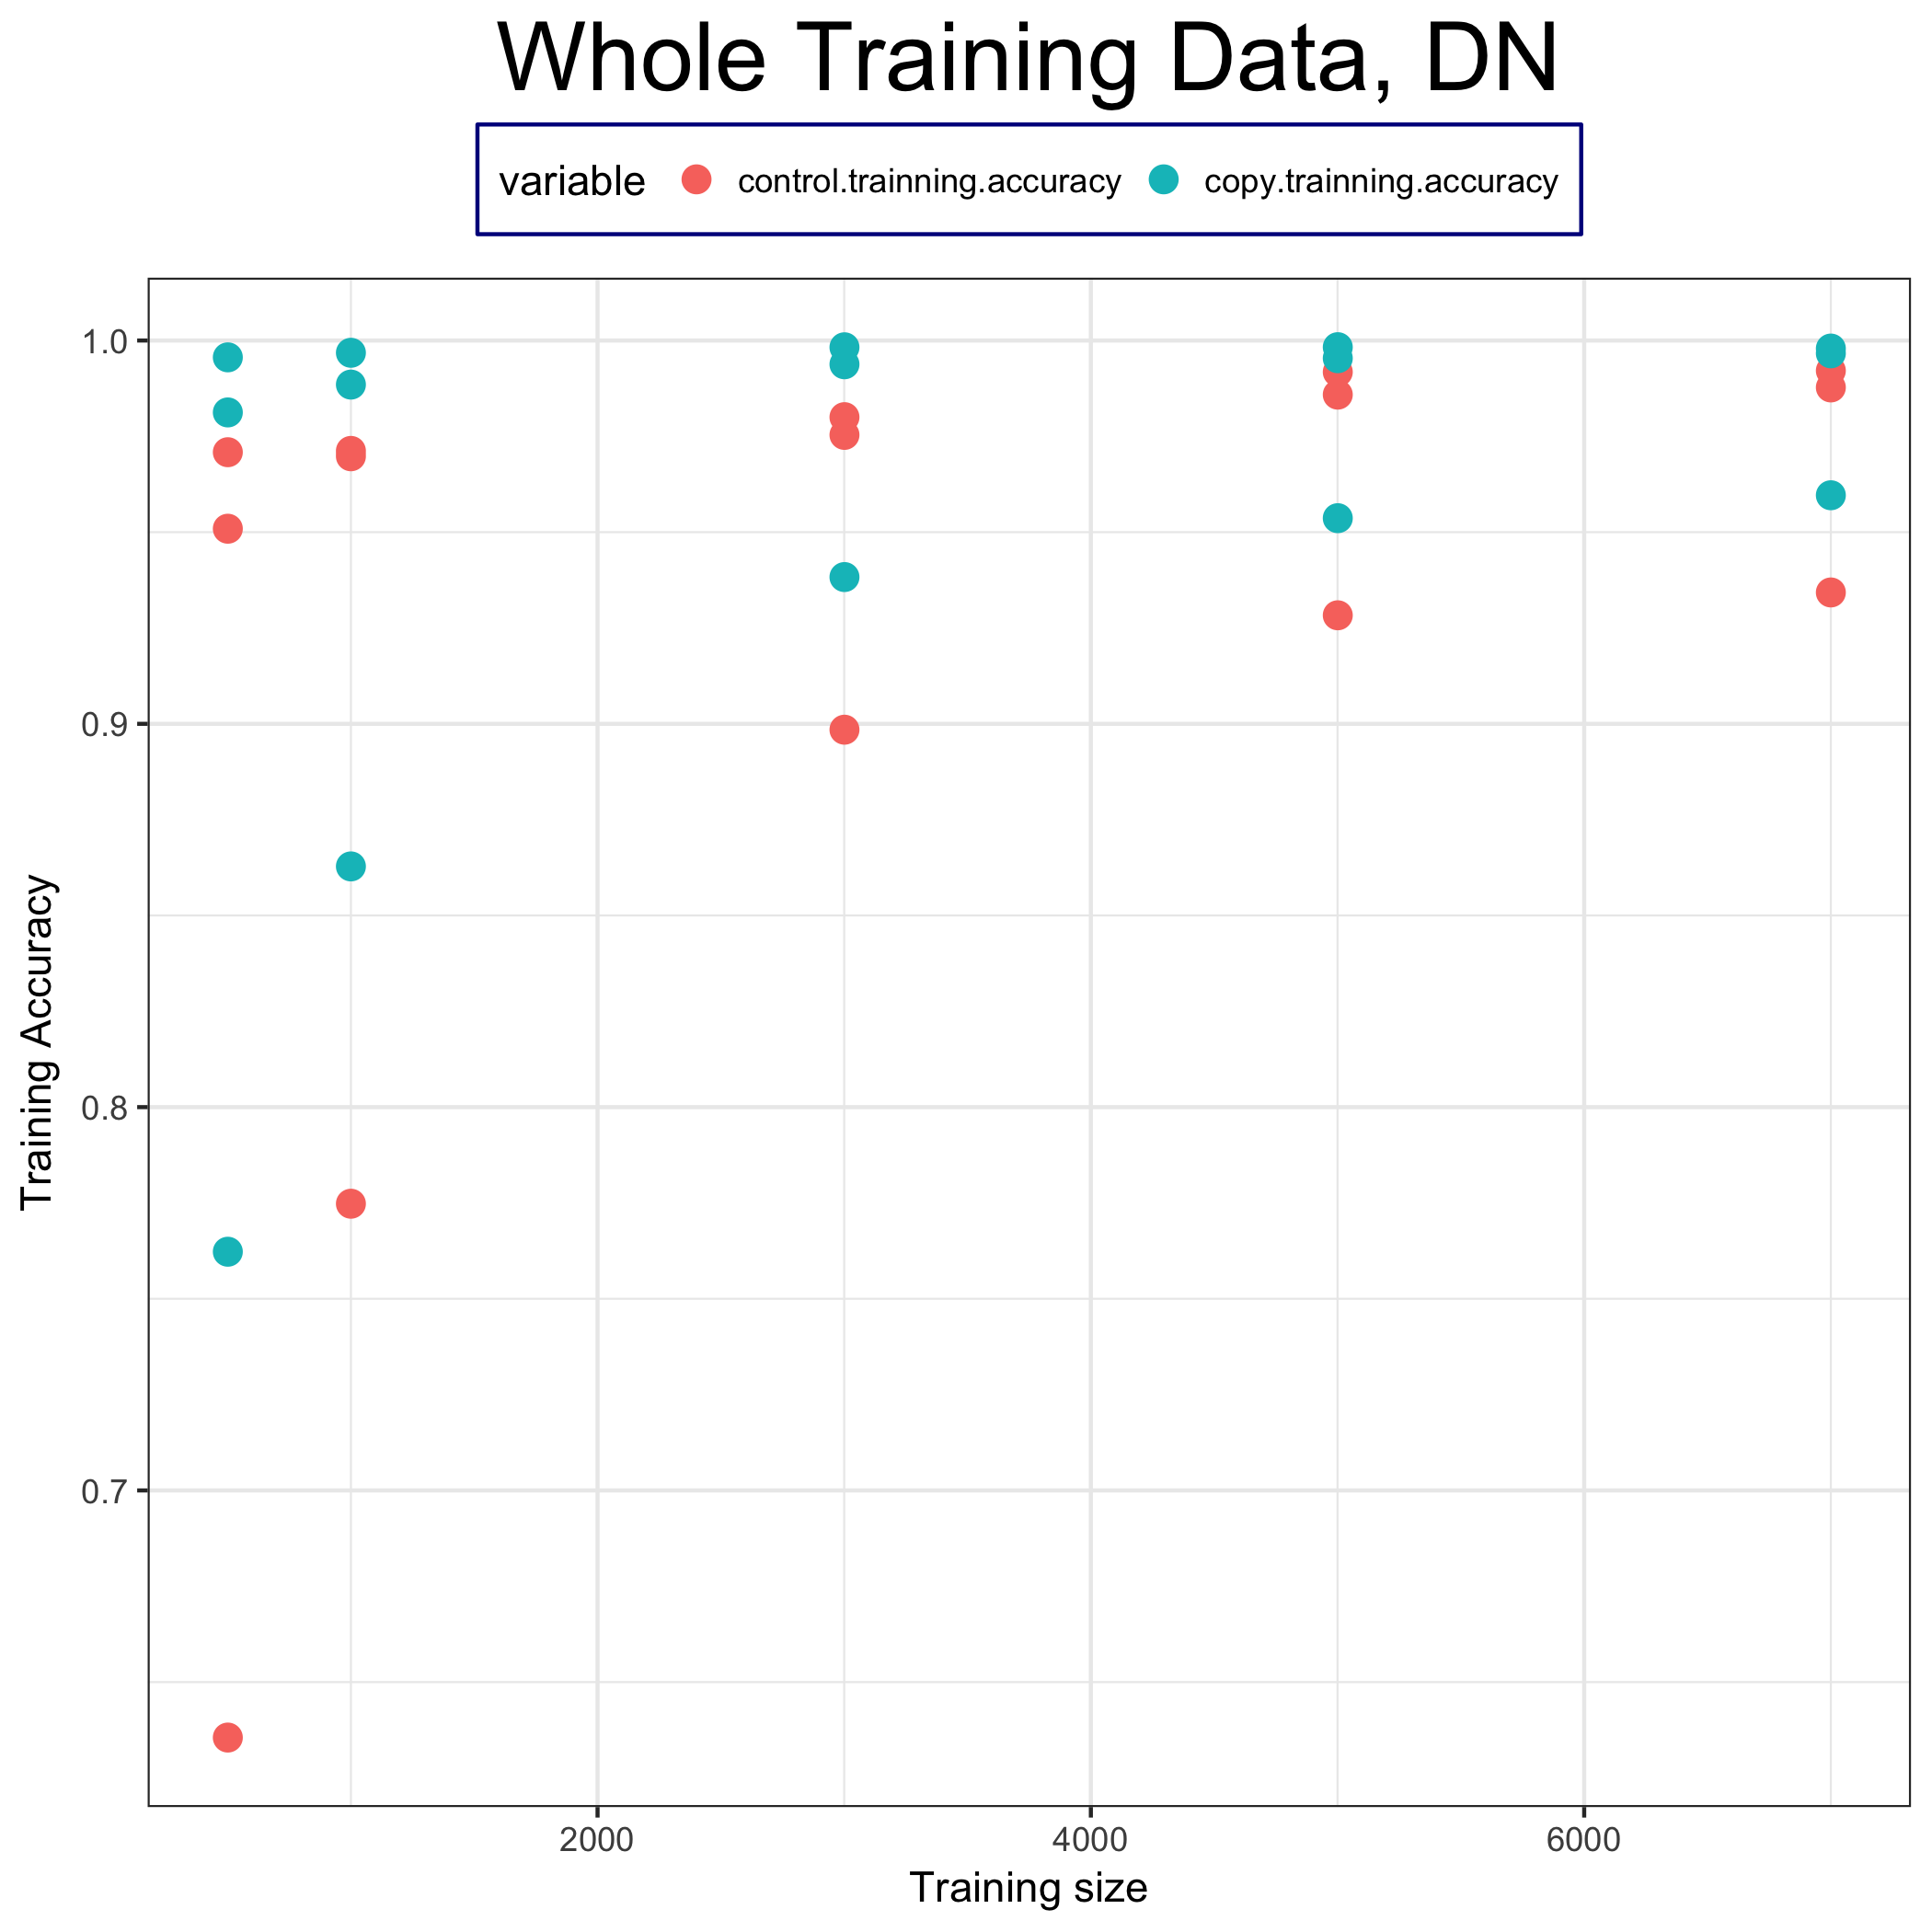 Whole Training Data, DN
variable control.trainning.accuracy copy.trainning.accuracy
1.0
0.9
0.8
0.7
Training Accuracy
2000 4000 6000
Training size